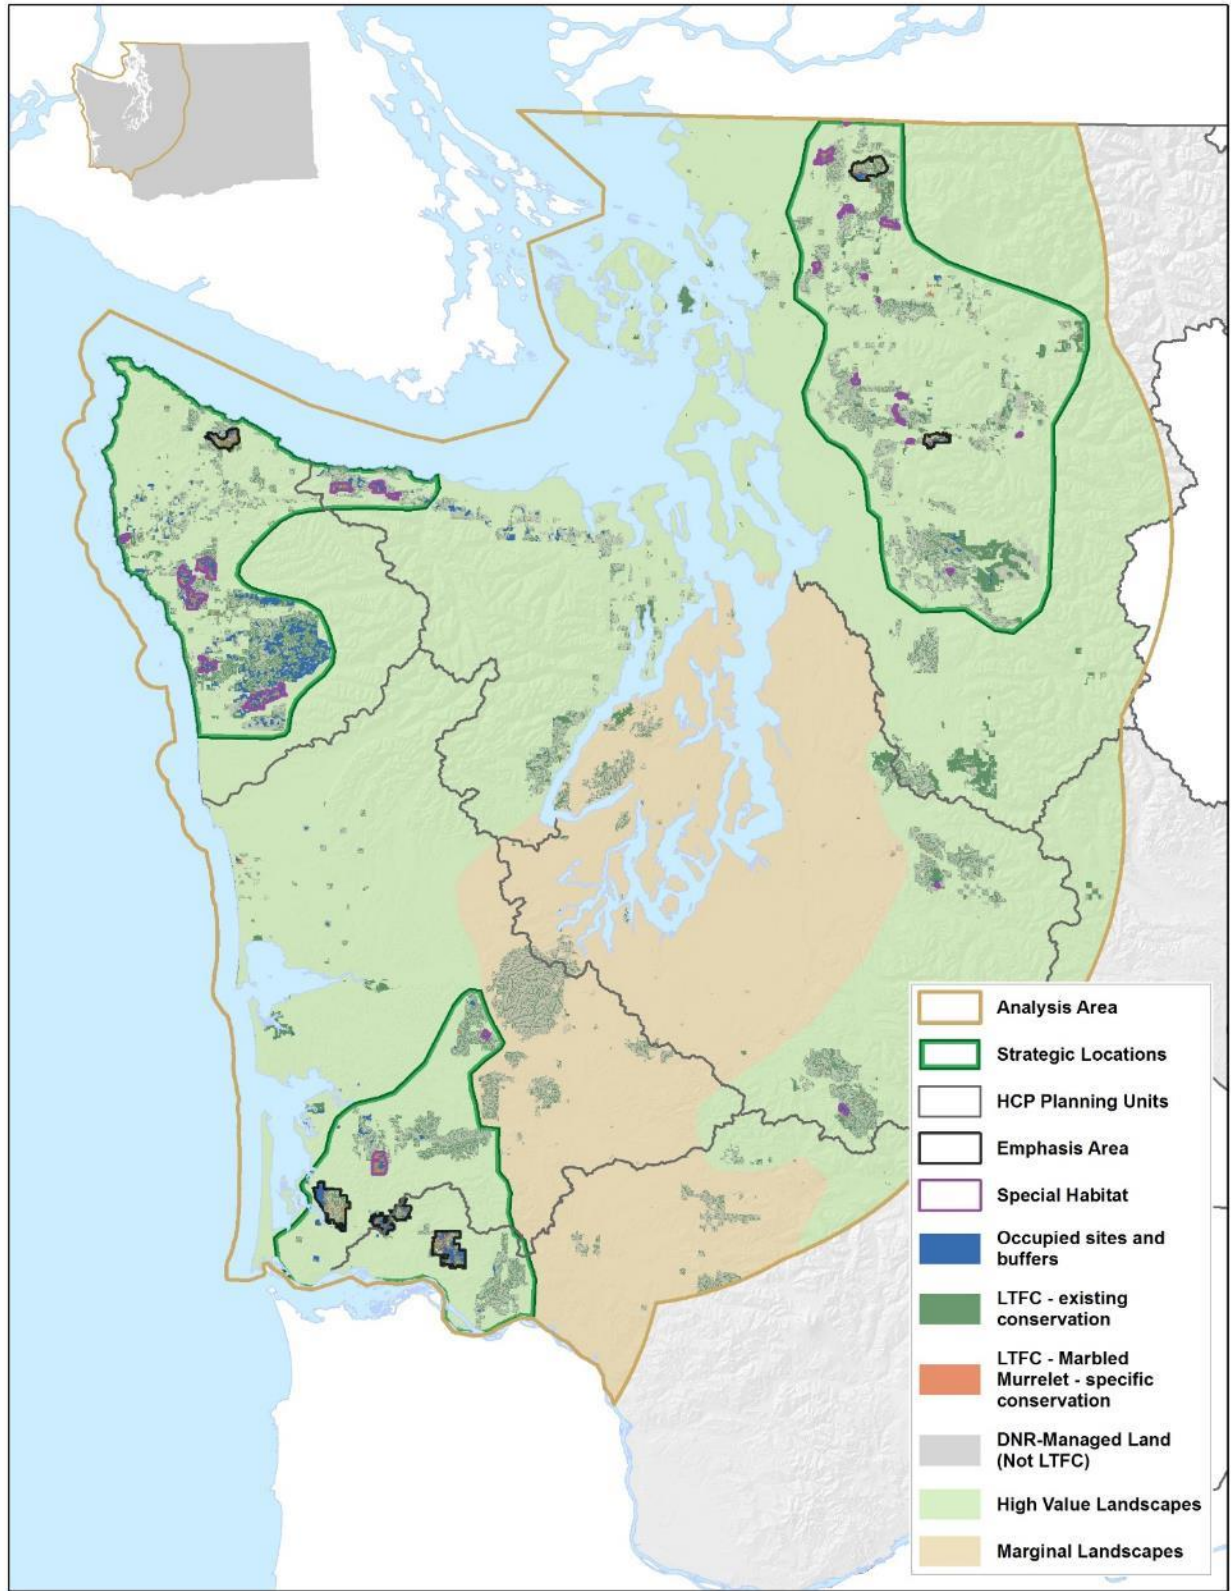 Analysis Area
Strategic Locations
HCP Planning Units
Emphasis Area
Special Habitat
Occupied sites and
buffers
LTFC - existing
conservation
LTFC - Marbled
Murrelet - specific
conservation
DNR-Managed Land
(Not LTFC)
High Value Landscapes
Marginal Landscapes